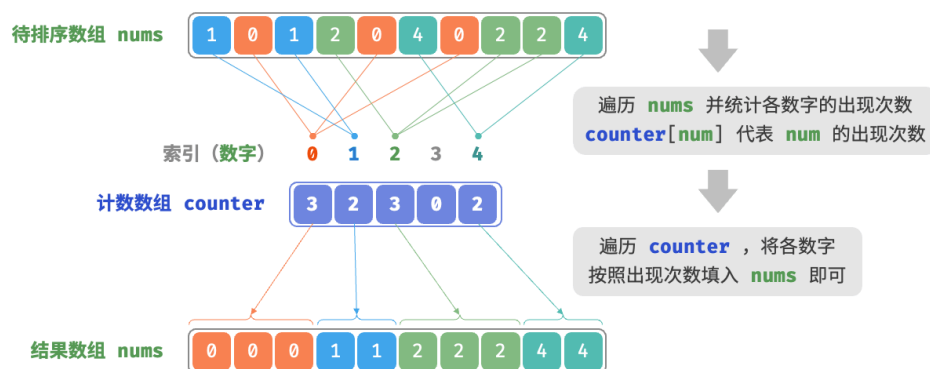 待排序数组 nums
1 0 1 2 0 4 0 2 2 4
遍历 nums 并统计各数字的出现次数
counter[num] 代表 num 的出现次数
索引（数字） 0 1 2 3 4
计数数组 counter 3 2 3 0 2
遍历 counter ，将各数字
按照出现次数填入 nums 即可
结果数组 nums 0 0 0 1 1 2 2 2 4 4